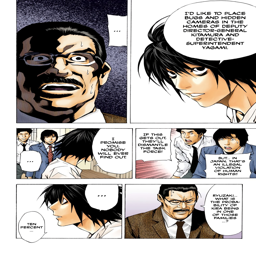 I'D LIKE TO PLACE
BUGS AND HIDDEN
CAMERAS IN THE
HOMES OF DEPUTY
DIRECTOR-GENERAL
KITAMURA AND
DETECTIVE-
SUPERINTENDENT
YAGAMI.
...
BUT... IN
JAPAN, THAT'S AN
ILLEGAL
VIOLATION OF
HUMAN
RIGHTS!
IF THIS
GETS OUT,
THEY'LL
DISMANTLE
THE TASK
FORCE!
I
PROMISE
YOU,
NOBODY
WILL EVER
FIND OUT.
...
RYUZAKI...
WHAT IS
THE PROBA-
BILITY OF
KIRA BEING
IN ONE
OF THOSE
FAMILIES
...?
TEN
PERCENT
...